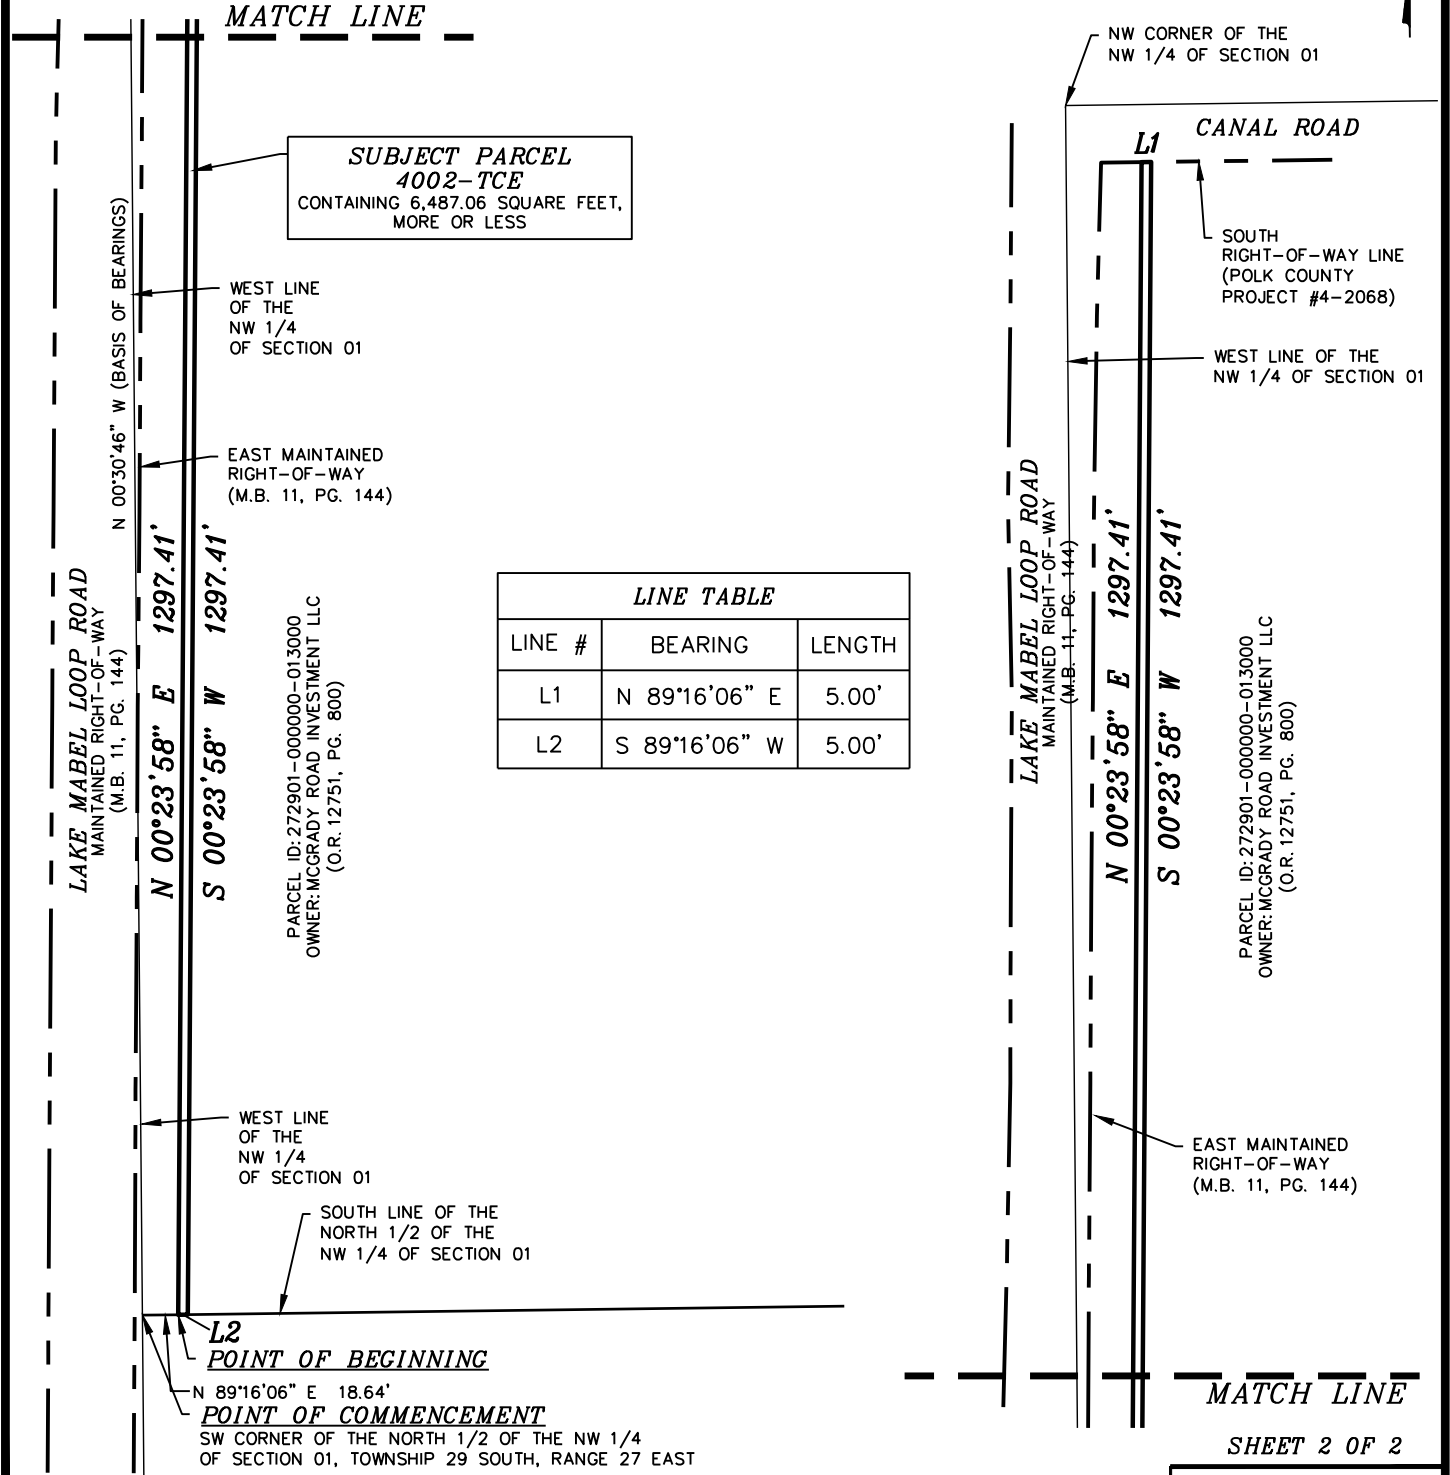 MATCH LINE
SUBJECT PARCEL
4002-TCE
CONTAINING 6,487.06 SQUARE FEET,
MORE OR LESS
N 00°30'46" W (BASIS OF BEARINGS)
WEST LINE
OF THE
NW 1/4
OF SECTION 01
EAST MAINTAINED
RIGHT-OF-WAY
(M.B. 11, PG. 144)
LAKE MABEL LOOP ROAD
MAINTAINED RIGHT-OF-WAY
(M.B. 11, PG. 144)
N 00°23'58" E 1297.41'
S 00°23'58" W 1297.41'
PARCEL ID:272901-000000-013000
OWNER:MCGRADY ROAD INVESTMENT LLC
(O.R. 12751, PG. 800)
WEST LINE
OF THE
NW 1/4
OF SECTION 01
SOUTH LINE OF THE
NORTH 1/2 OF THE
NW 1/4 OF SECTION 01
L2
POINT OF BEGINNING
N 89°16'06" E 18.64'
POINT OF COMMENCEMENT
SW CORNER OF THE NORTH 1/2 OF THE NW 1/4
OF SECTION 01, TOWNSHIP 29 SOUTH, RANGE 27 EAST
LINE TABLE
LINE # BEARING LENGTH
L1 N 89°16'06" E 5.00'
L2 S 89°16'06" W 5.00'
NW CORNER OF THE
NW 1/4 OF SECTION 01
CANAL ROAD
L1
SOUTH
RIGHT-OF-WAY LINE
(POLK COUNTY
PROJECT #4-2068)
WEST LINE OF THE
NW 1/4 OF SECTION 01
LAKE MABEL LOOP ROAD
MAINTAINED RIGHT-OF-WAY
(M.B. 11, PG. 144)
N 00°23'58" E 1297.41'
S 00°23'58" W 1297.41'
PARCEL ID:272901-000000-013000
OWNER:MCGRADY ROAD INVESTMENT LLC
(O.R. 12751, PG. 800)
EAST MAINTAINED
RIGHT-OF-WAY
(M.B. 11, PG. 144)
MATCH LINE
SHEET 2 OF 2